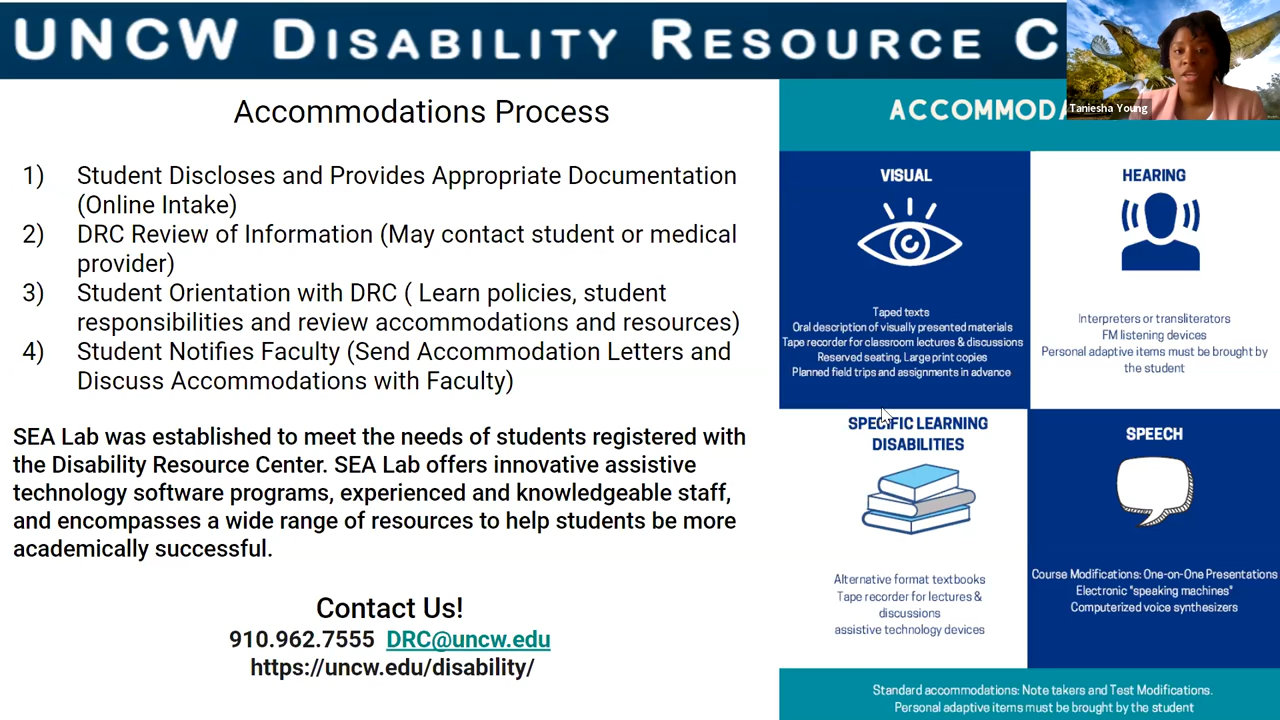 UNCW DISABILITY RESOURCE C
Taniesha Young
Accommodations Process
1) Student Discloses and Provides Appropriate Documentation
(Online Intake)
2) DRC Review of Information (May contact student or medical
provider)
3) Student Orientation with DRC ( Learn policies, student
responsibilities and review accommodations and resources)
4) Student Notifies Faculty (Send Accommodation Letters and
Discuss Accommodations with Faculty)
SEA Lab was established to meet the needs of students registered with
the Disability Resource Center. SEA Lab offers innovative assistive
technology software programs, experienced and knowledgeable staff,
and encompasses a wide range of resources to help students be more
academically successful.
Contact Us!
910.962.7555 DRC@uncw.edu
https://uncw.edu/disability/
ACCOMMODA
VISUAL
Taped texts
Oral description of visually presented materials
Tape recorder for classroom lectures & discussions
Reserved seating, Large print copies
Planned field trips and assignments in advance
HEARING
Interpreters or transliterators
FM listening devices
Personal adaptive items must be brought by
the student
SPECIFIC LEARNING
DISABILITIES
Alternative format textbooks
Tape recorder for lectures &
discussions
assistive technology devices
SPEECH
Course Modifications: One-on-One Presentations
Electronic "speaking machines"
Computerized voice synthesizers
Standard accommodations: Note takers and Test Modifications.
Personal adaptive items must be brought by the student